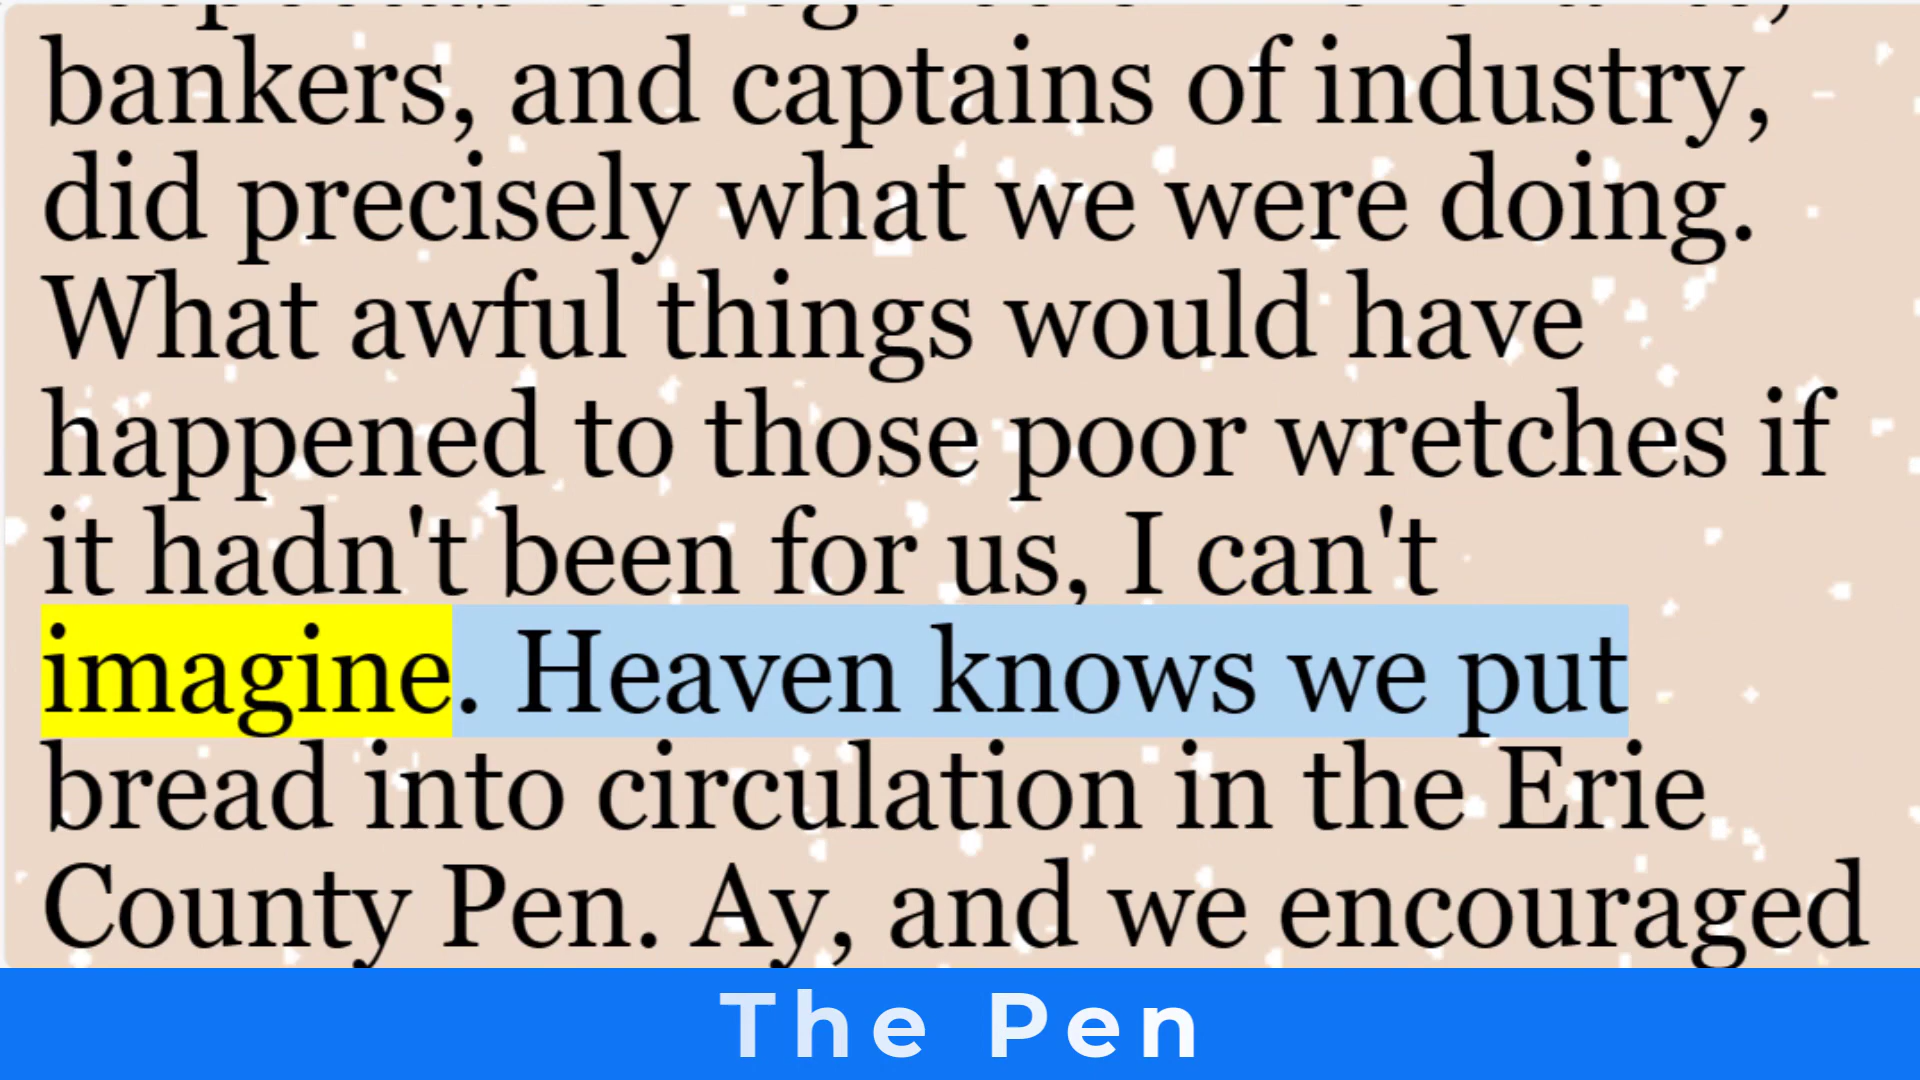 bankers, and captains of industry,
did precisely what we were doing.
What awful things would have
happened to those poor wretches if
it hadn't been for us, I can't
imagine. Heaven knows we put
bread into circulation in the Erie
County Pen. Ay, and we encouraged
The Pen